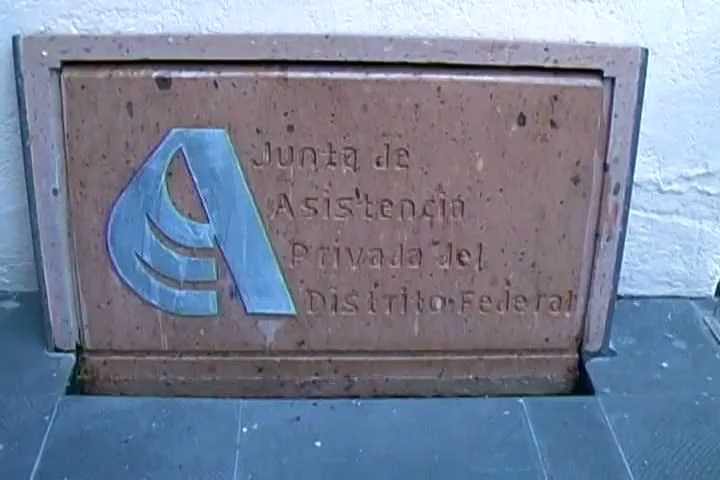 Junta de
Asistencia
Privada del
Distrito Federal